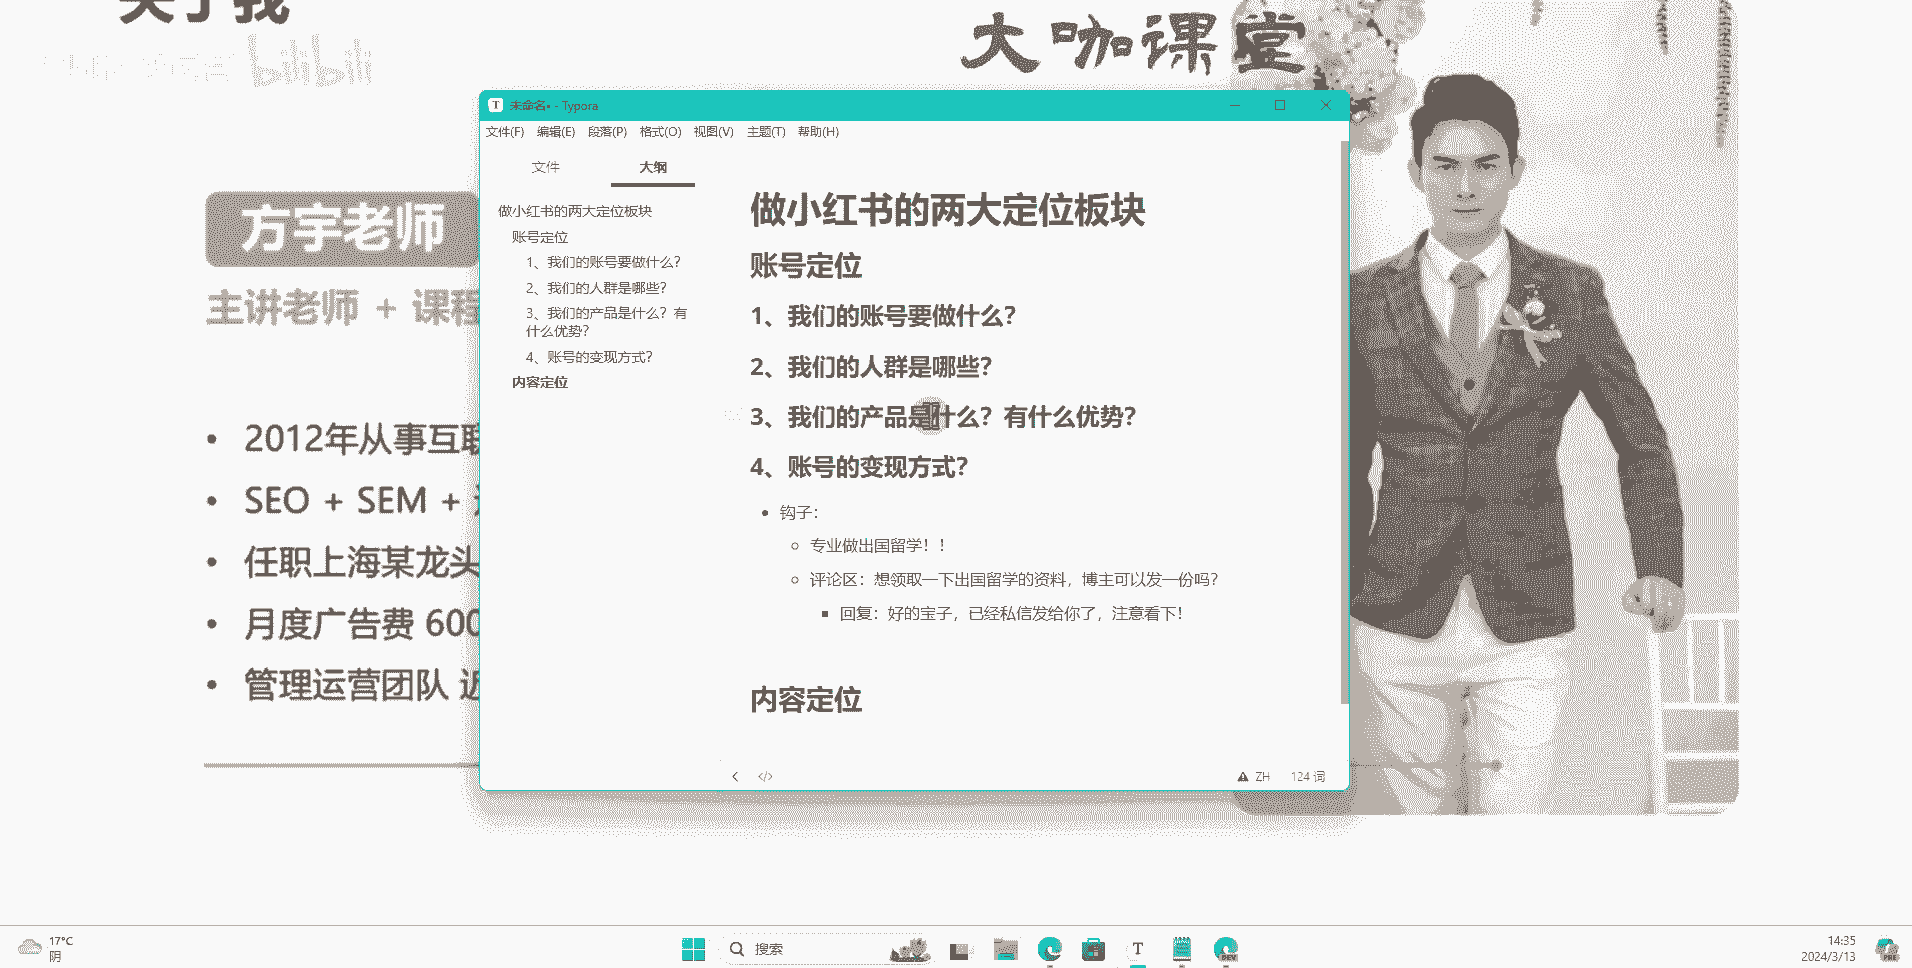 关于我
bilibili
大咖课堂
方宇老师
主讲老师 + 课程
2012年从事互联
SEO + SEM +
任职上海某龙头
月度广告费 600
管理运营团队 近
未命名• - Typora
文件(F) 编辑(E) 段落(P) 格式(O) 视图(V) 主题(T) 帮助(H)
文件 大纲
做小红书的两大定位板块
账号定位
1、我们的账号要做什么？
2、我们的人群是哪些？
3、我们的产品是什么？有
什么优势？
4、账号的变现方式？
内容定位
做小红书的两大定位板块
账号定位
1、我们的账号要做什么？
2、我们的人群是哪些？
3、我们的产品是什么？有什么优势？
4、账号的变现方式？
钩子：
专业做出国留学！！
评论区：想领取一下出国留学的资料，博主可以发一份吗？
回复：好的宝子，已经私信发给你了，注意看下！
内容定位
ZH 124 词
17°C
阴
搜索
DEV
14:35
2024/3/13
PRE